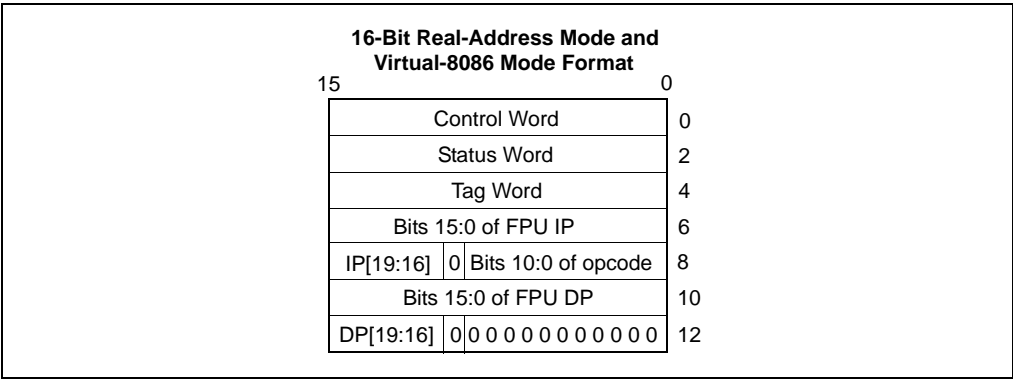 16-Bit Real-Address Mode and
Virtual-8086 Mode Format
15 0
Control Word 0
Status Word 2
Tag Word 4
Bits 15:0 of FPU IP 6
IP[19:16] 0 Bits 10:0 of opcode 8
Bits 15:0 of FPU DP 10
DP[19:16] 0 0 0 0 0 0 0 0 0 0 0 0 12